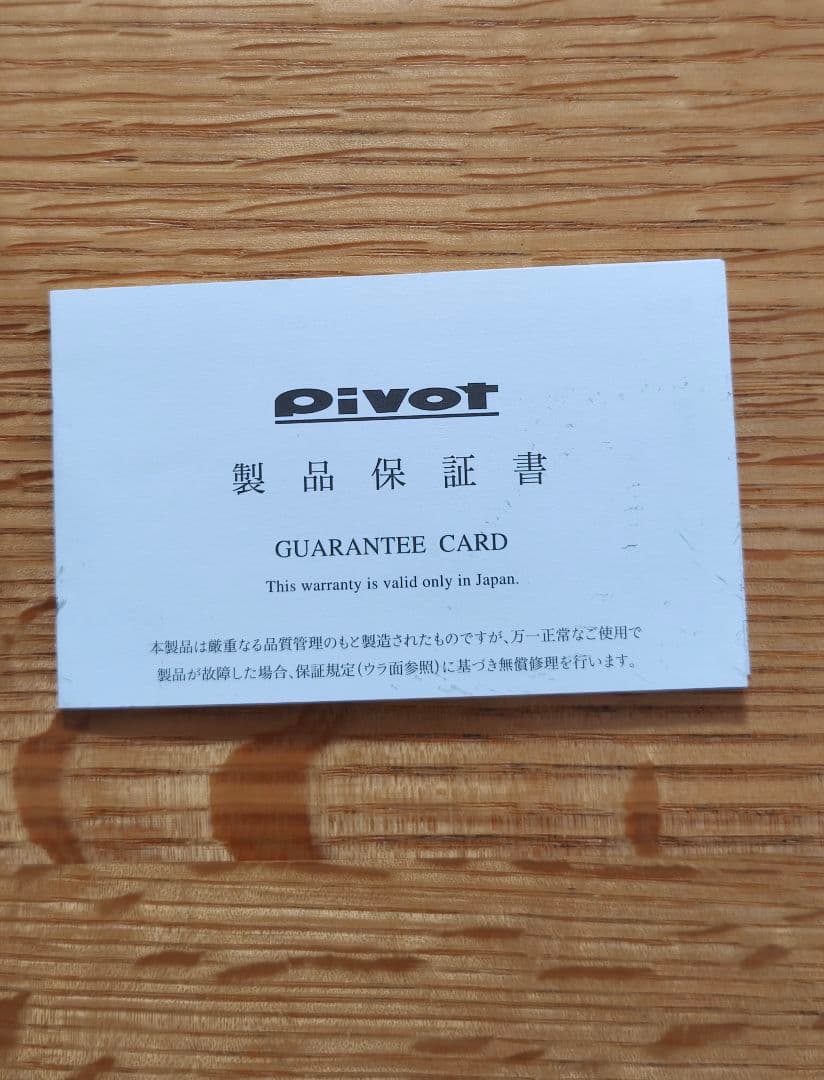 pivot
製品保証書
GUARANTEE CARD
This warranty is valid only in Japan.
本製品は厳重なる品質管理のもと製造されたものですが、万一正常なご使用で
製品が故障した場合、保証規定(ウラ面参照)に基づき無償修理を行います。